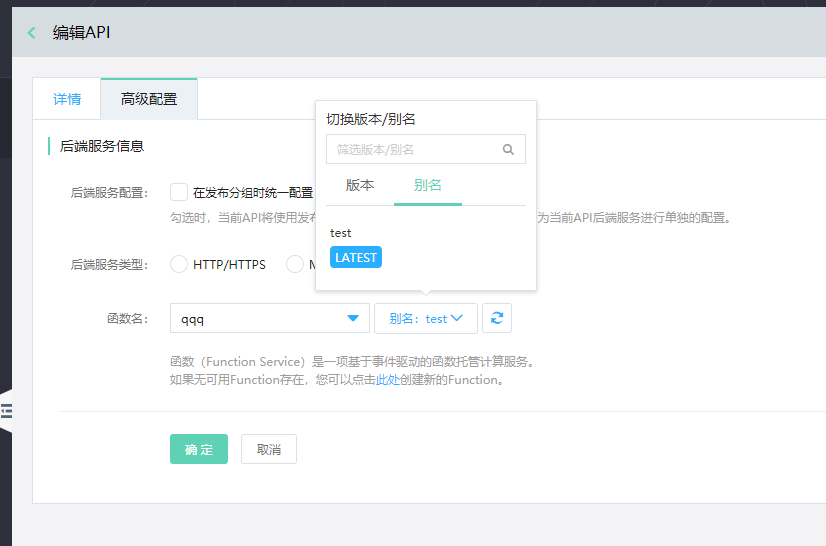 编辑API
详情
高级配置
切换版本/别名
筛选版本/别名
版本
别名
test
LATEST
后端服务信息
后端服务配置：
在发布分组时统一配置
勾选时，当前API将使用发布
为当前API后端服务进行单独的配置。
后端服务类型：
HTTP/HTTPS
函数名：
qqq
别名：test
函数（Function Service）是一项基于事件驱动的函数托管计算服务。
如果无可用Function存在，您可以点击此处创建新的Function。
确 定
取消